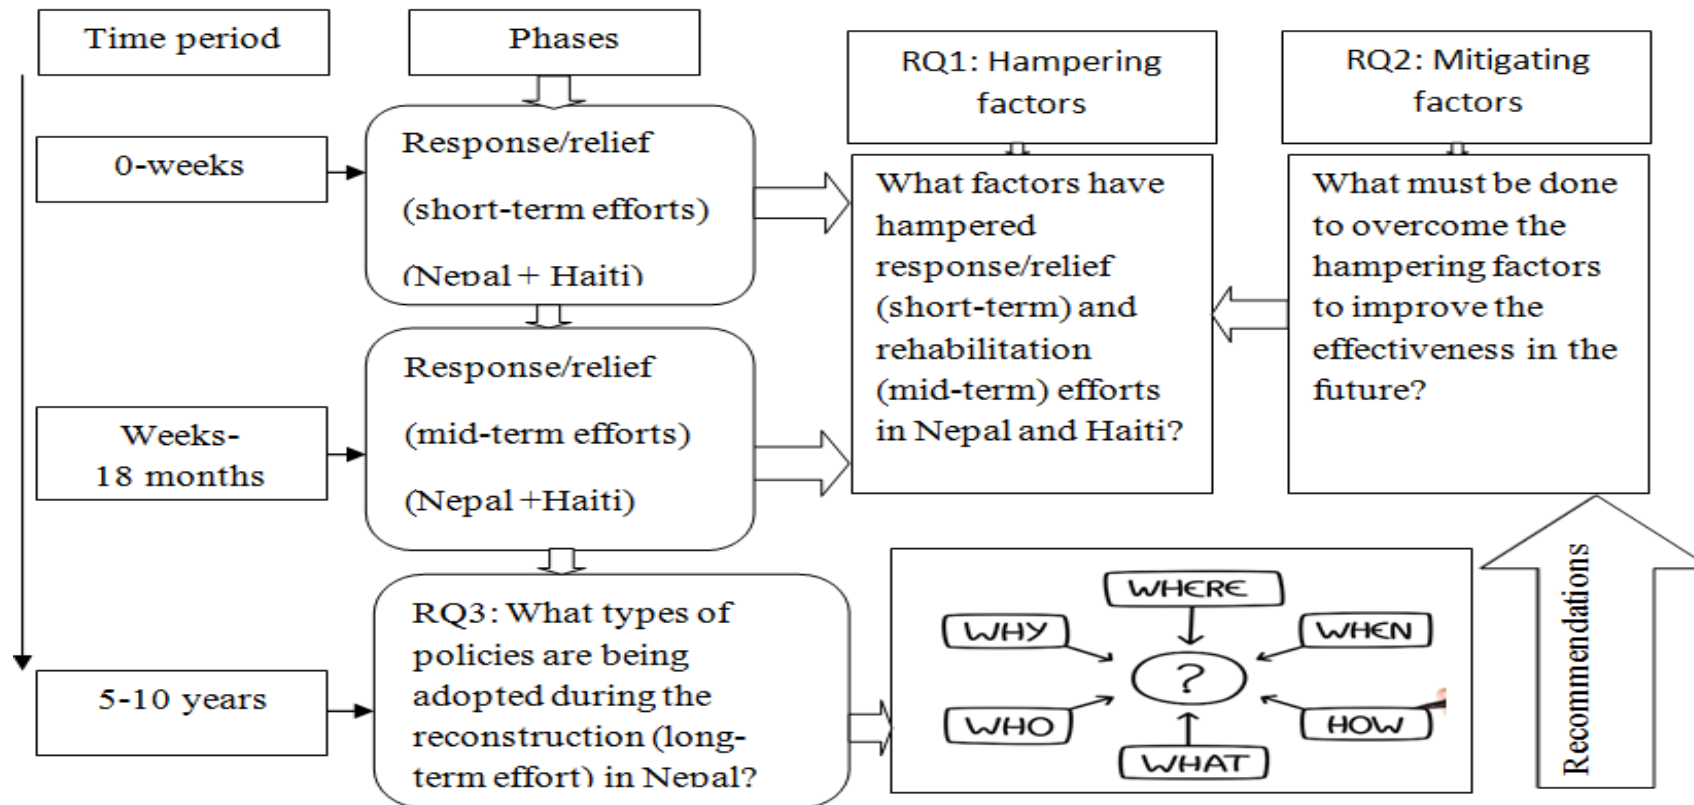 Time period
Phases
RQ1: Hampering
factors
RQ2: Mitigating
factors
0-weeks
Response/relief
(short-term efforts)
(Nepal + Haiti)
What factors have
hampered
response/relief
(short-term) and
rehabilitation
(mid-term) efforts
in Nepal and Haiti?
What must be done
to overcome the
hampering factors
to improve the
effectiveness in the
future?
Weeks-
18 months
Response/relief
(mid-term efforts)
(Nepal +Haiti)
5-10 years
RQ3: What types of
policies are being
adopted during the
reconstruction (long-
term effort) in Nepal?
WHERE
WHY
WHEN
?
WHO
HOW
WHAT
Recommendations